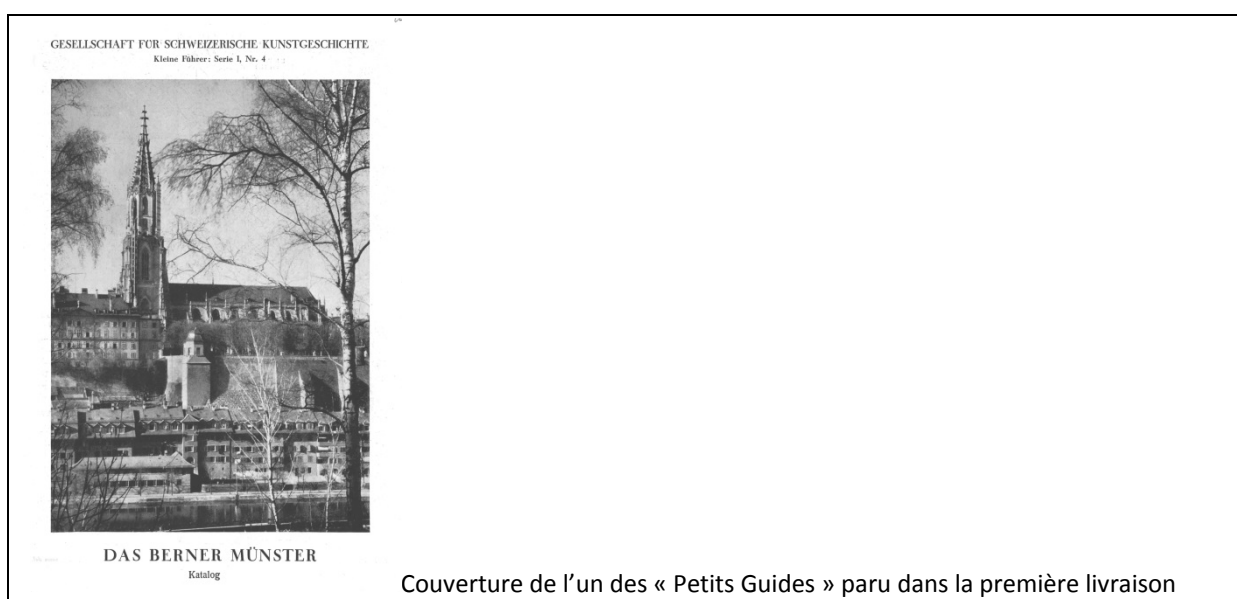 GESELLSCHAFT FÜR SCHWEIZERISCHE KUNSTGESCHICHTE
Kleine Führer: Serie I, Nr. 4
DAS BERNER MÜNSTER
Katalog
Couverture de l’un des « Petits Guides » paru dans la première livraison